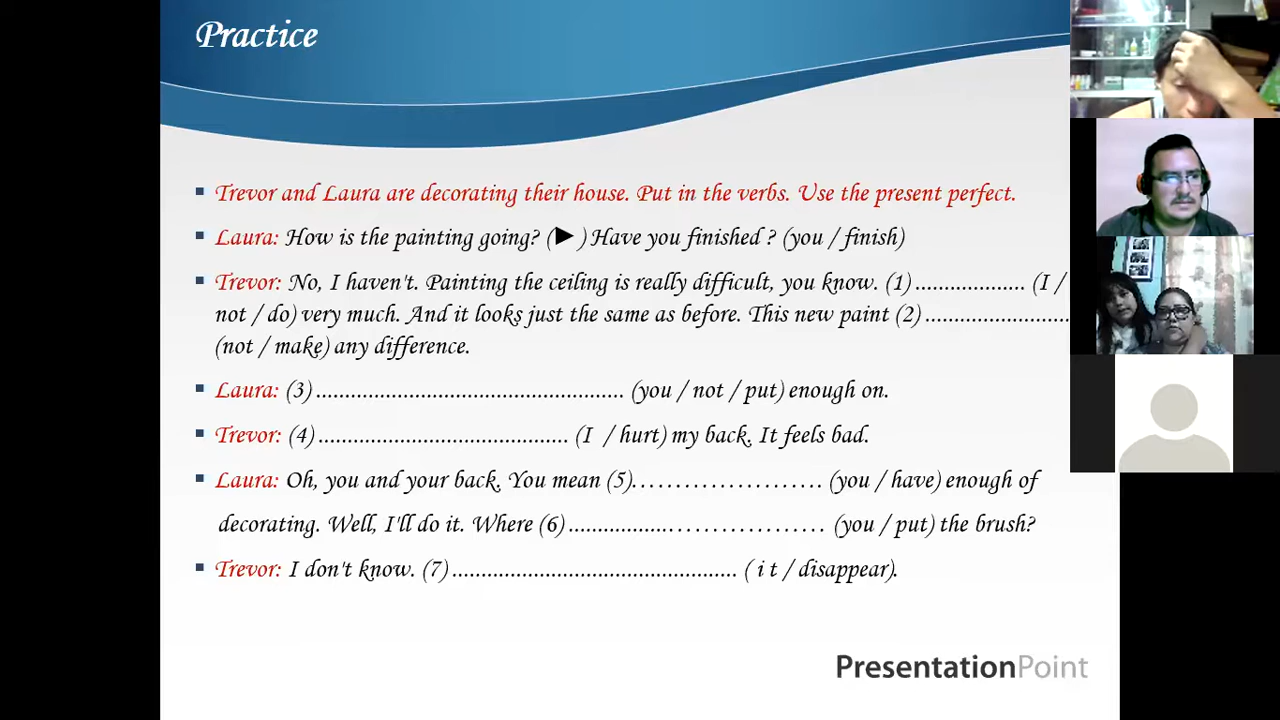 Practice
▪ Trevor and Laura are decorating their house. Put in the verbs. Use the present perfect.
▪ Laura: How is the painting going? (► ) Have you finished ? (you / finish)
▪ Trevor: No, I haven't. Painting the ceiling is really difficult, you know. (1) ................... (I /
not / do) very much. And it looks just the same as before. This new paint (2) .........................
(not / make) any difference.
▪ Laura: (3) ..................................................... (you / not / put) enough on.
▪ Trevor: (4) ........................................... (I / hurt) my back. It feels bad.
▪ Laura: Oh, you and your back. You mean (5)........................ (you / have) enough of
decorating. Well, I'll do it. Where (6) .................................... (you / put) the brush?
▪ Trevor: I don't know. (7) ................................................. ( i t / disappear).
PresentationPoint